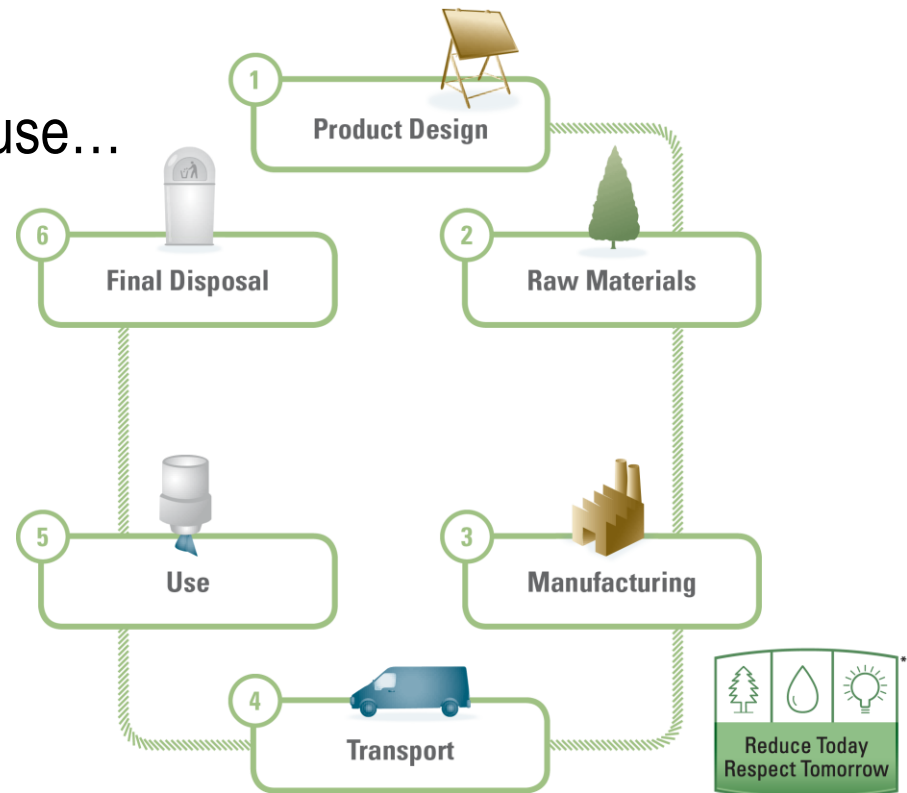 use…
1
Product Design
6
Final Disposal
2
Raw Materials
5
Use
3
Manufacturing
4
Transport
*
Reduce Today
Respect Tomorrow